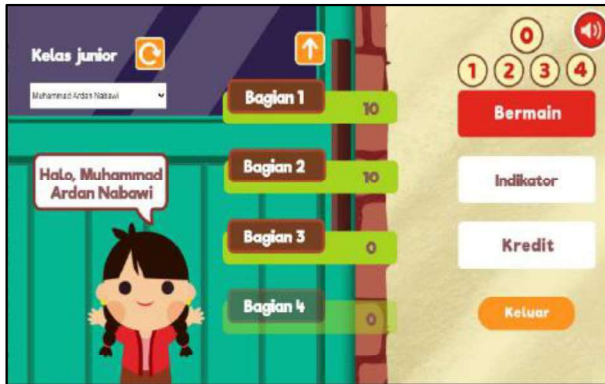 Kelas junior
Muhammad Ardan Nabawi
Halo, Muhammad
Ardan Nabawi
Bagian 1
10
Bagian 2
10
Bagian 3
0
Bagian 4
0
0
1 2 3 4
Bermain
Indikator
Kredit
Keluar